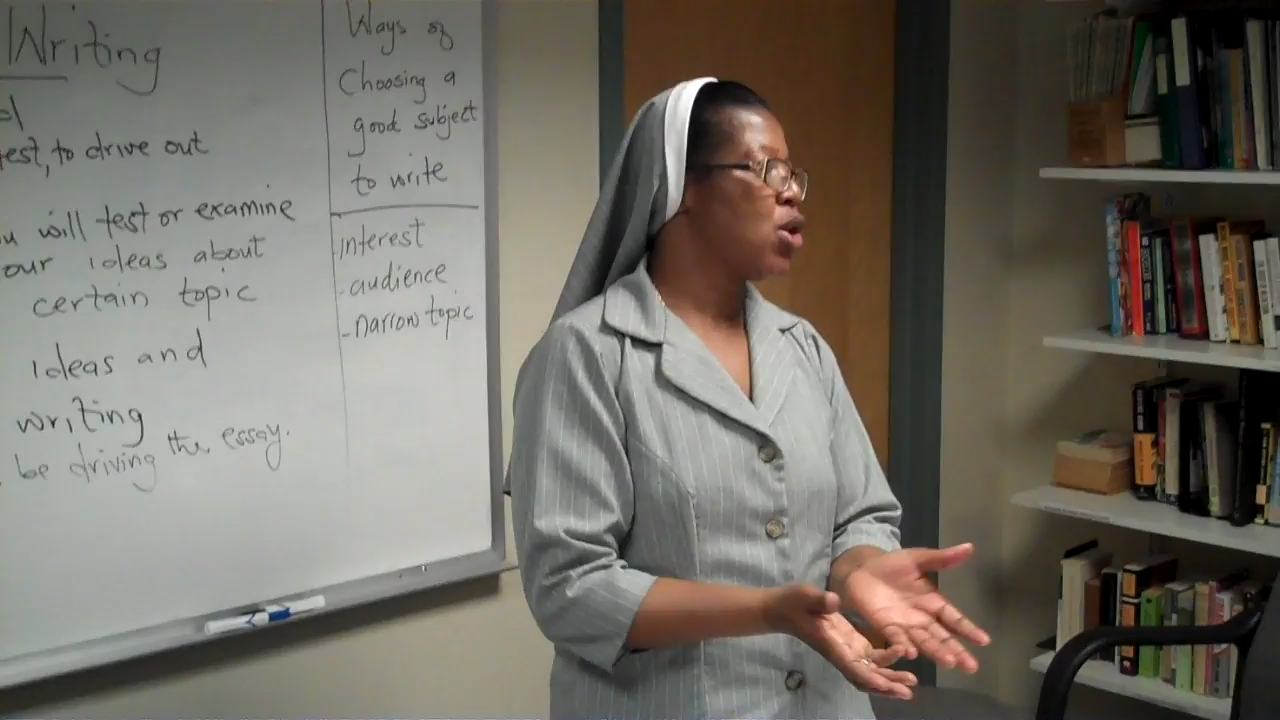 Writing
est, to drive out
u will test or examine
our ideas about
certain topic
ideas and
writing
be driving the essay.
Ways of
Choosing a
good subject
to write
interest
- audience
- narrow topic